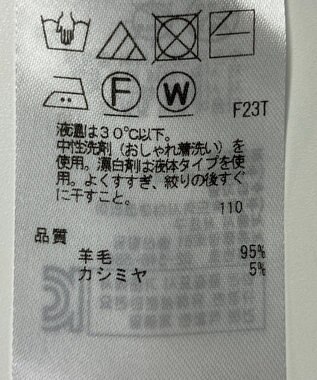 F W F23T
液温は30℃以下。
中性洗剤(おしゃれ着洗い)を
使用。漂白剤は液体タイプを使
用。よくすすぎ、絞りの後すぐ
に干すこと。
110
品質
羊毛 95%
カシミヤ 5%